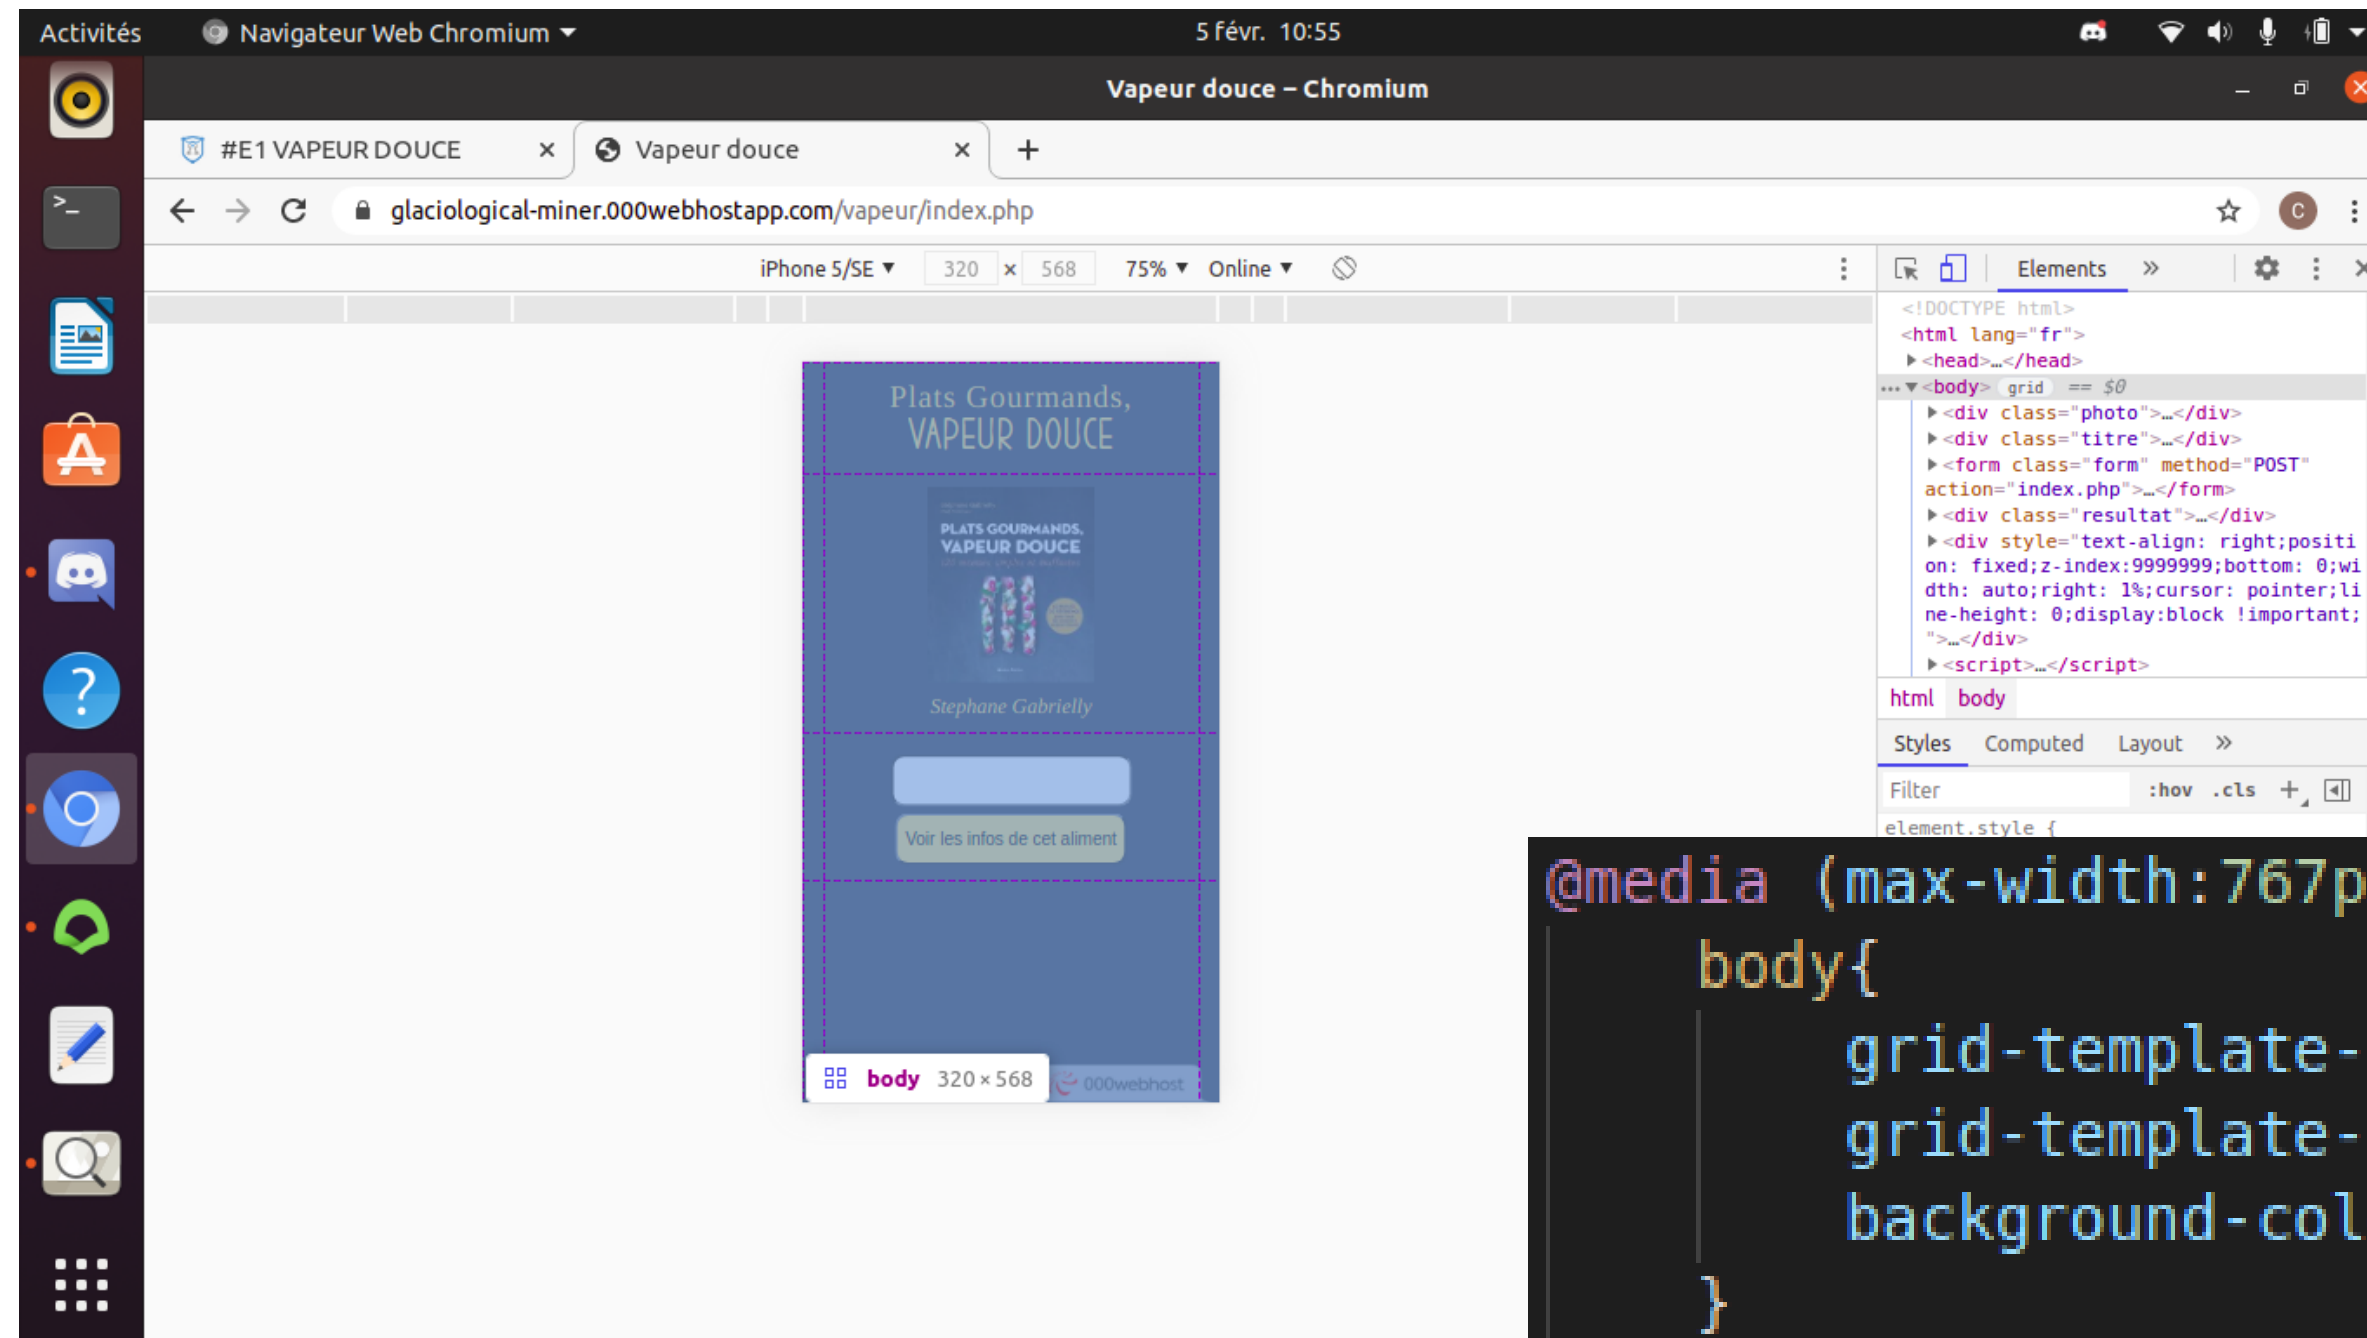 Activités
Navigateur Web Chromium
5 févr. 10:55
Vapeur douce – Chromium
#E1 VAPEUR DOUCE
Vapeur douce
glaciological-miner.000webhostapp.com/vapeur/index.php
C
iPhone 5/SE ▼ 320 × 568 75% ▼ Online ▼
Elements »
<!DOCTYPE html>
<html lang="fr">
<head>…</head>
<body> grid == $0
<div class="photo">…</div>
<div class="titre">…</div>
<form class="form" method="POST"
action="index.php">…</form>
<div class="resultat">…</div>
<div style="text-align: right;positi
on: fixed;z-index:9999999;bottom: 0;wi
dth: auto;right: 1%;cursor: pointer;li
ne-height: 0;display:block !important;
">…</div>
<script>…</script>
html body
Styles Computed Layout »
Filter :hov .cls +
element.style {
Plats Gourmands,
VAPEUR DOUCE
PLATS GOURMANDS,
VAPEUR DOUCE
Stephane Gabrielly
Voir les infos de cet aliment
body 320 × 568
000webhost
@media (max-width:767p
body{
grid-template-
grid-template-
background-col
}